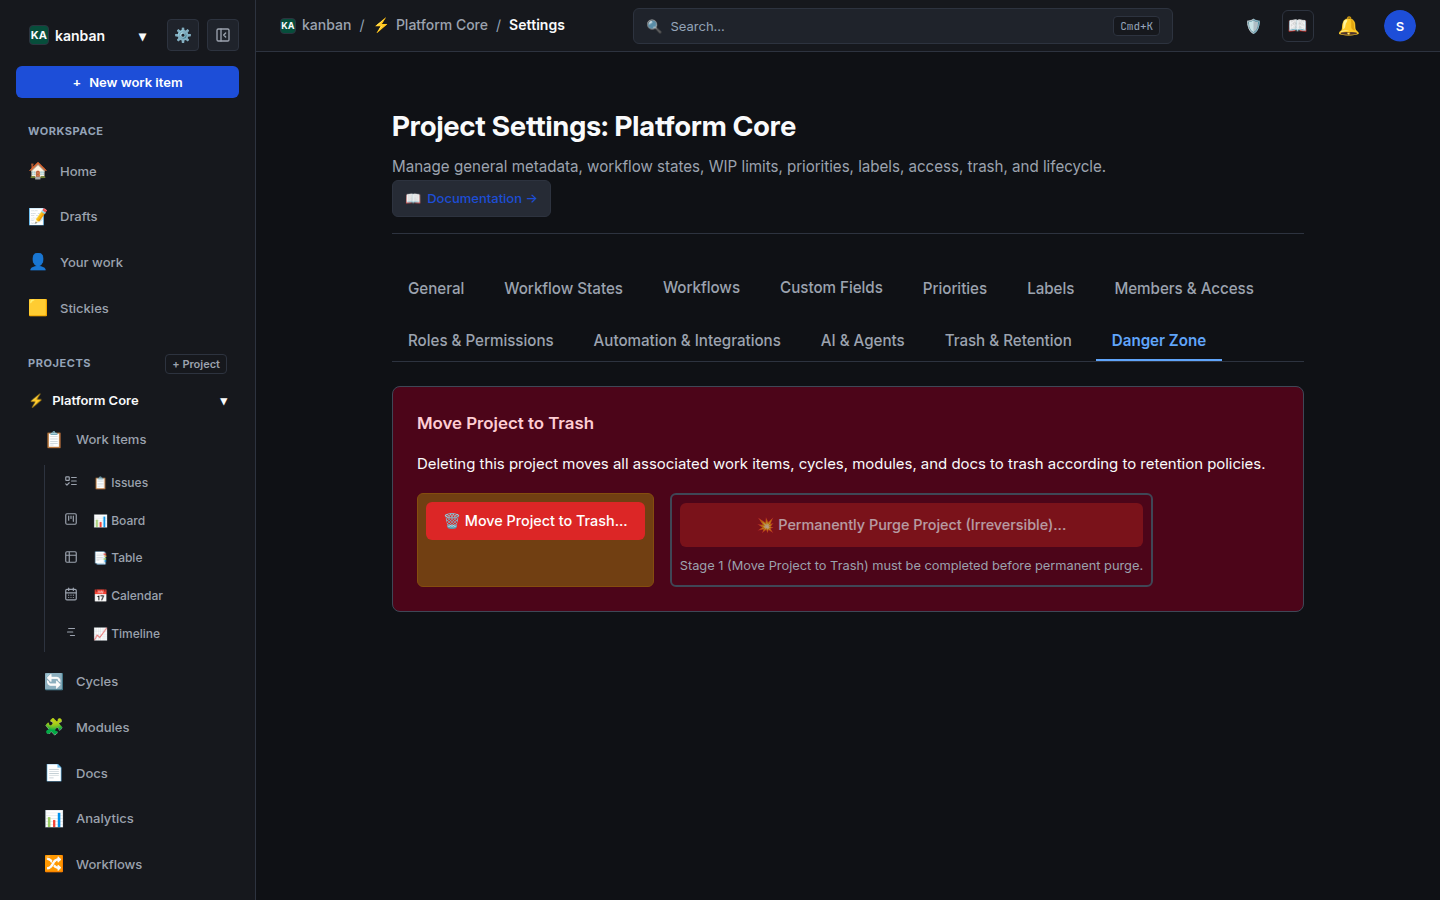 KA kanban ▾
+ New work item
WORKSPACE
Home
Drafts
Your work
Stickies
PROJECTS
+ Project
Platform Core ▾
Work Items
Issues
Board
Table
Calendar
Timeline
Cycles
Modules
Docs
Analytics
Workflows
KA kanban / Platform Core / Settings
Search...
Cmd+K
S
Project Settings: Platform Core
Manage general metadata, workflow states, WIP limits, priorities, labels, access, trash, and lifecycle.
Documentation →
General Workflow States Workflows Custom Fields Priorities Labels Members & Access
Roles & Permissions Automation & Integrations AI & Agents Trash & Retention Danger Zone
Move Project to Trash
Deleting this project moves all associated work items, cycles, modules, and docs to trash according to retention policies.
Move Project to Trash...
Permanently Purge Project (Irreversible)...
Stage 1 (Move Project to Trash) must be completed before permanent purge.